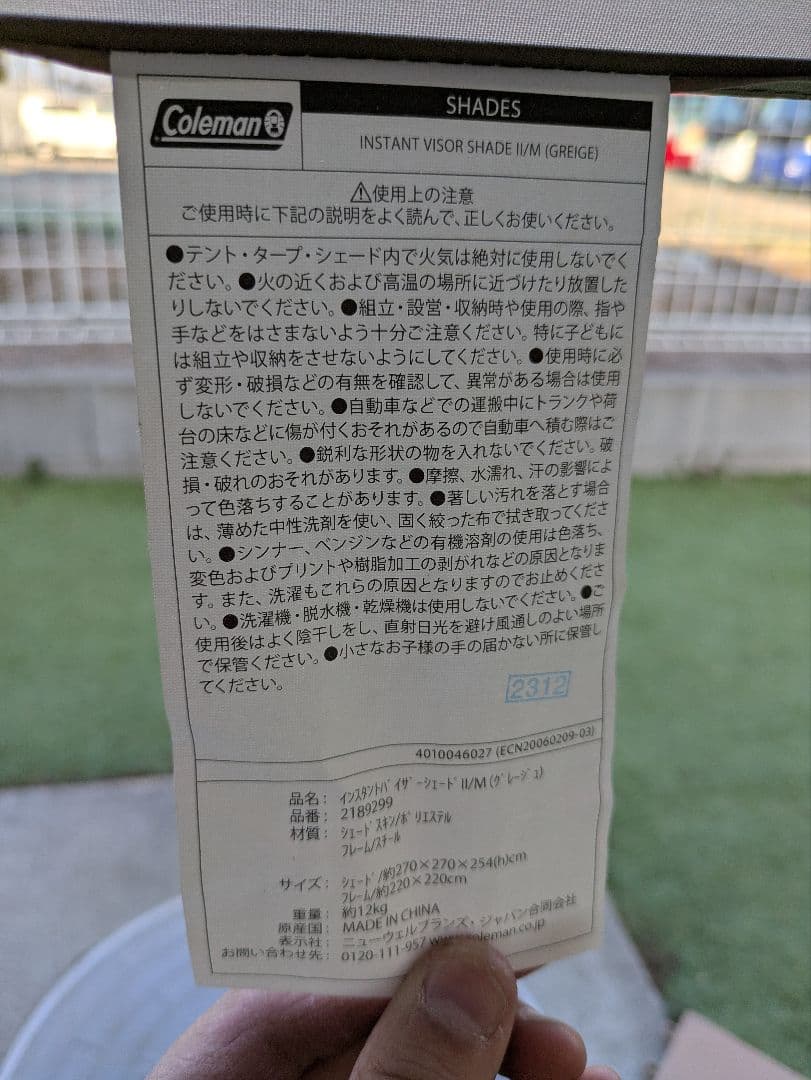 Coleman
SHADES
INSTANT VISOR SHADE II/M (GREIGE)
⚠使用上の注意
ご使用時に下記の説明をよく読んで、正しくお使いください。
●テント・タープ・シェード内で火気は絶対に使用しないでく
ださい。●火の近くおよび高温の場所に近づけたり放置した
りしないでください。●組立・設営・収納時や使用の際、指や
手などをはさまないよう十分ご注意ください。特に子どもに
は組立や収納をさせないようにしてください。●使用時に必
ず変形・破損などの有無を確認して、異常がある場合は使用
しないでください。●自動車などでの運搬中にトランクや荷
台の床などに傷が付くおそれがあるので自動車へ積む際はご
注意ください。●鋭利な形状の物を入れないでください。破
損・破れのおそれがあります。●摩擦、水濡れ、汗の影響によ
って色落ちすることがあります。●著しい汚れを落とす場合
は、薄めた中性洗剤を使い、固く絞った布で拭き取ってくださ
い。●シンナー、ベンジンなどの有機溶剤の使用は色落ち、
変色およびプリントや樹脂加工の剥がれなどの原因となりま
す。また、洗濯もこれらの原因となりますのでお止めくださ
い。●洗濯機・脱水機・乾燥機は使用しないでください。●ご
使用後はよく陰干しをし、直射日光を避け風通しのよい場所
で保管ください。●小さなお子様の手の届かない所に保管し
てください。
2312
4010046027 (ECN20060209-03)
品名： インスタントバイザーシェードII/M(グレージュ)
品番： 2189299
材質： シェードスキン/ポリエステル
フレーム/スチール
サイズ： シェード/約270×270×254(h)cm
フレーム/約220×220cm
重量： 約12kg
原産国： MADE IN CHINA
表示社： ニューウェルブランズ・ジャパン合同会社
お問い合わせ先： 0120-111-957 www.coleman.co.jp